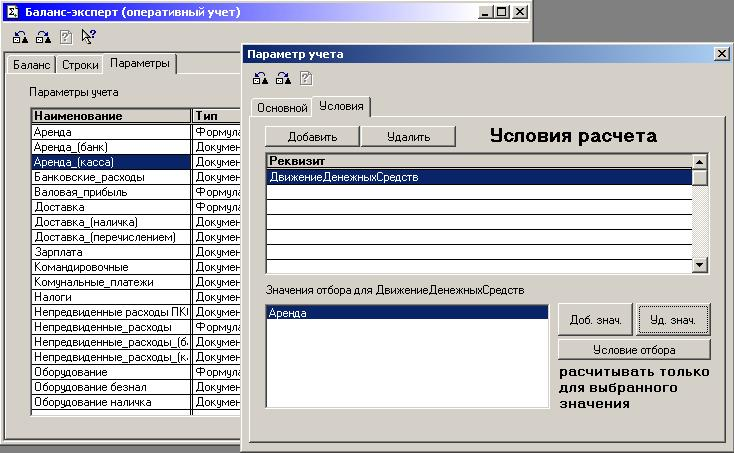 Баланс-эксперт (оперативный учет)
Баланс Строки Параметры
Параметры учета
Наименование Тип
Аренда Формула
Аренда_(банк) Докумен
Аренда_(касса) Докумен
Банковские_расходы Докумен
Валовая_прибыль Формула
Доставка Формула
Доставка_(наличка) Докумен
Доставка_(перечислением) Докумен
Зарплата Докумен
Командировочные Докумен
Комунальные_платежи Докумен
Налоги Докумен
Непредвиденные расходы ПК Докумен
Непредвиденные_расходы Формула
Непредвиденные_расходы_(ба Докумен
Непредвиденные_расходы_(ка Докумен
Оборудование Формула
Оборудование безнал Докумен
Оборудование наличка Докумен
Параметр учета
Основной Условия
Добавить Удалить Условия расчета
Реквизит
ДвижениеДенежныхСредств
Значения отбора для ДвижениеДенежныхСредств
Аренда
Доб. знач. Уд. знач.
Условие отбора
расчитывать только
для выбранного
значения